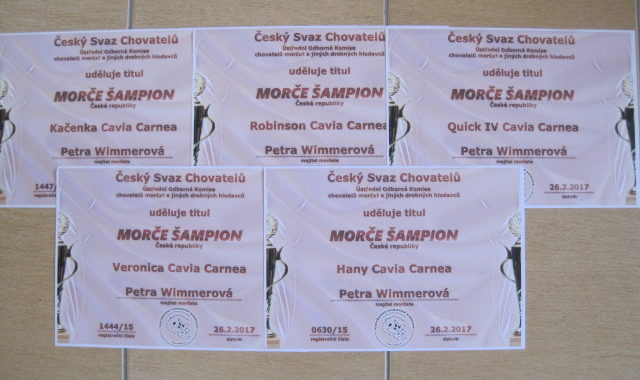 Český Svaz Chovatelů
Ústřední Odborná Komise
chovatelů morčat a jiných drobných hlodavců
uděluje titul
MORČE ŠAMPION
České republiky
Kačenka Cavia Carnea
Petra Wimmerová
majitel morčete
1447
registrační
Český Svaz Chovatelů
Ústřední Odborná Komise
chovatelů morčat a jiných drobných hlodavců
uděluje titul
MORČE ŠAMPION
České republiky
Robinson Cavia Carnea
Petra Wimmerová
majitel morčete
Český Svaz Chovatelů
Ústřední Odborná Komise
chovatelů morčat a jiných drobných hlodavců
uděluje titul
MORČE ŠAMPION
České republiky
Quick IV Cavia Carnea
Petra Wimmerová
majitel morčete
26.2.2017
datum
Český Svaz Chovatelů
Ústřední Odborná Komise
chovatelů morčat a jiných drobných hlodavců
uděluje titul
MORČE ŠAMPION
České republiky
Veronica Cavia Carnea
Petra Wimmerová
majitel morčete
1444/15 26.2.2017
registrační číslo datum
Český Svaz Chovatelů
Ústřední Odborná Komise
chovatelů morčat a jiných drobných hlodavců
uděluje titul
MORČE ŠAMPION
České republiky
Hany Cavia Carnea
Petra Wimmerová
majitel morčete
0630/15 26.2.2017
registrační číslo datum